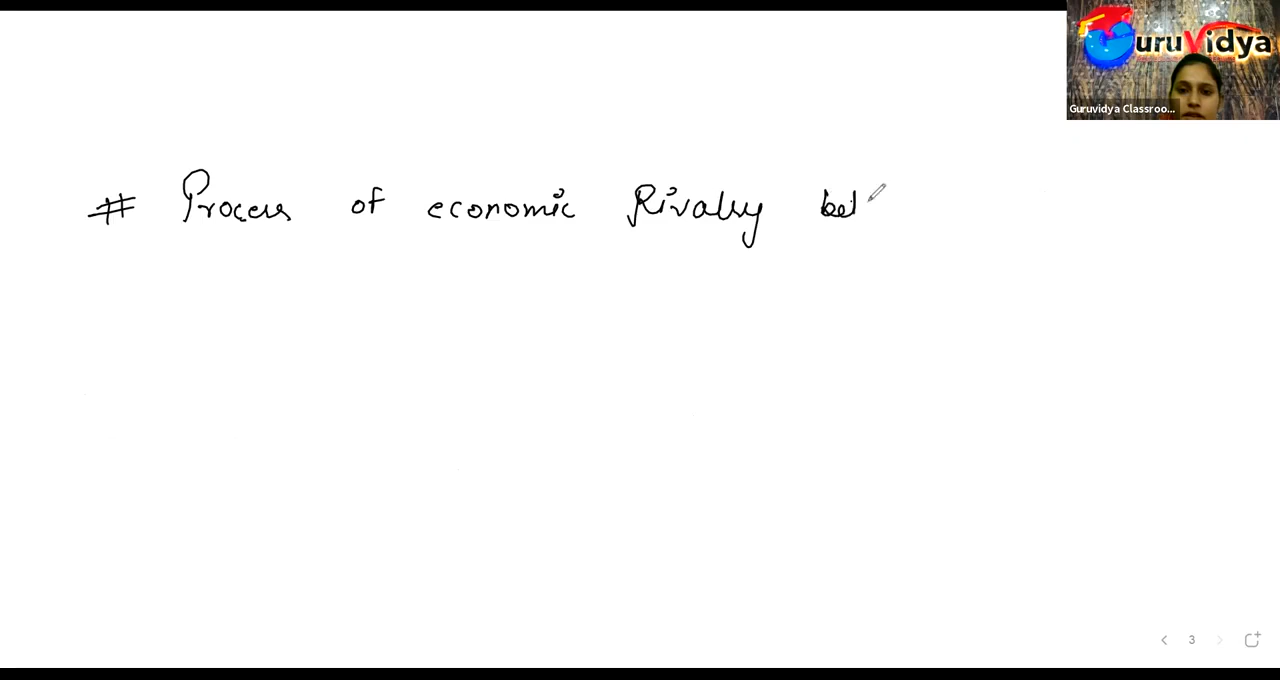 GuruVidya
Guruvidya Classroo...
# Process of economic Rivalry bet
3